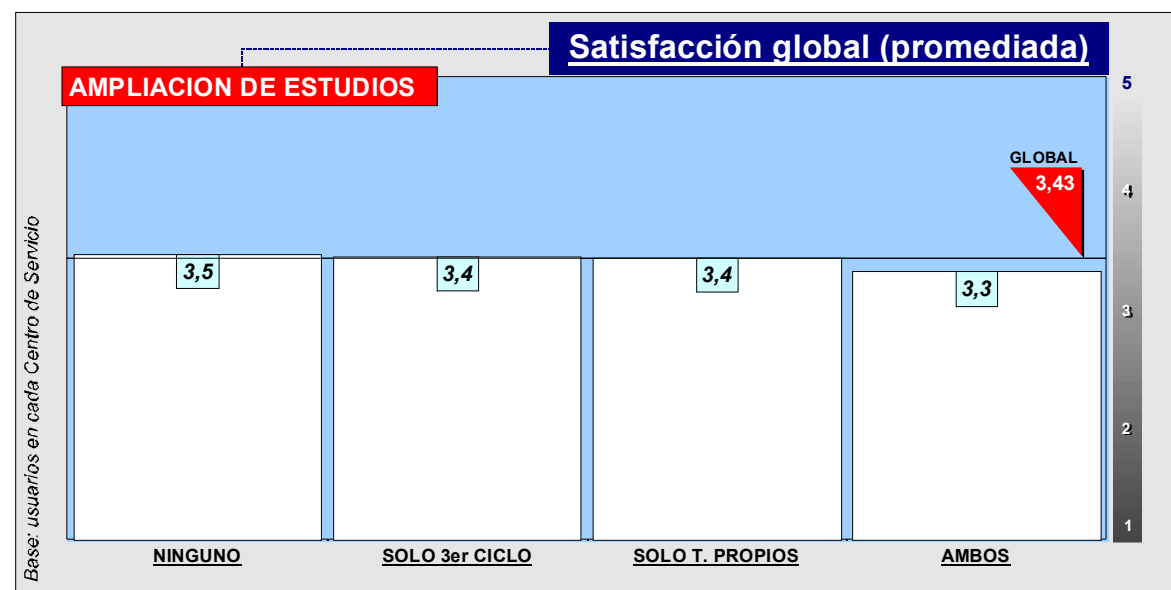 Satisfacción global (promediada)
AMPLIACION DE ESTUDIOS
5
GLOBAL
3,43
4
3,5
3,4
3,4
3,3
3
2
1
NINGUNO
SOLO 3er CICLO
SOLO T. PROPIOS
AMBOS
Base: usuarios en cada Centro de Servicio